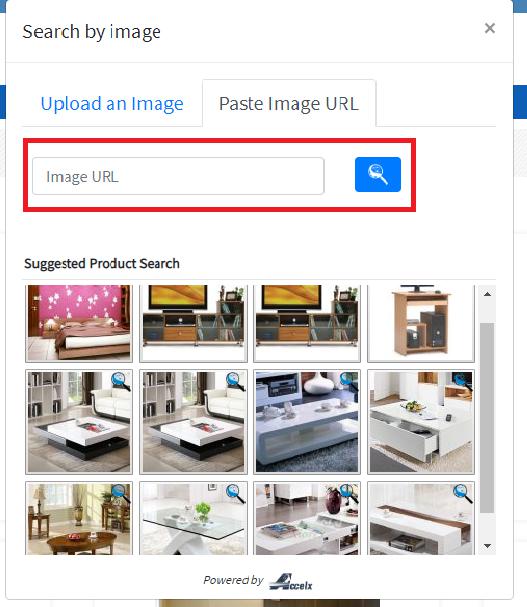 Search by image ×
Upload an Image Paste Image URL
Image URL
Suggested Product Search
Powered by Accelx